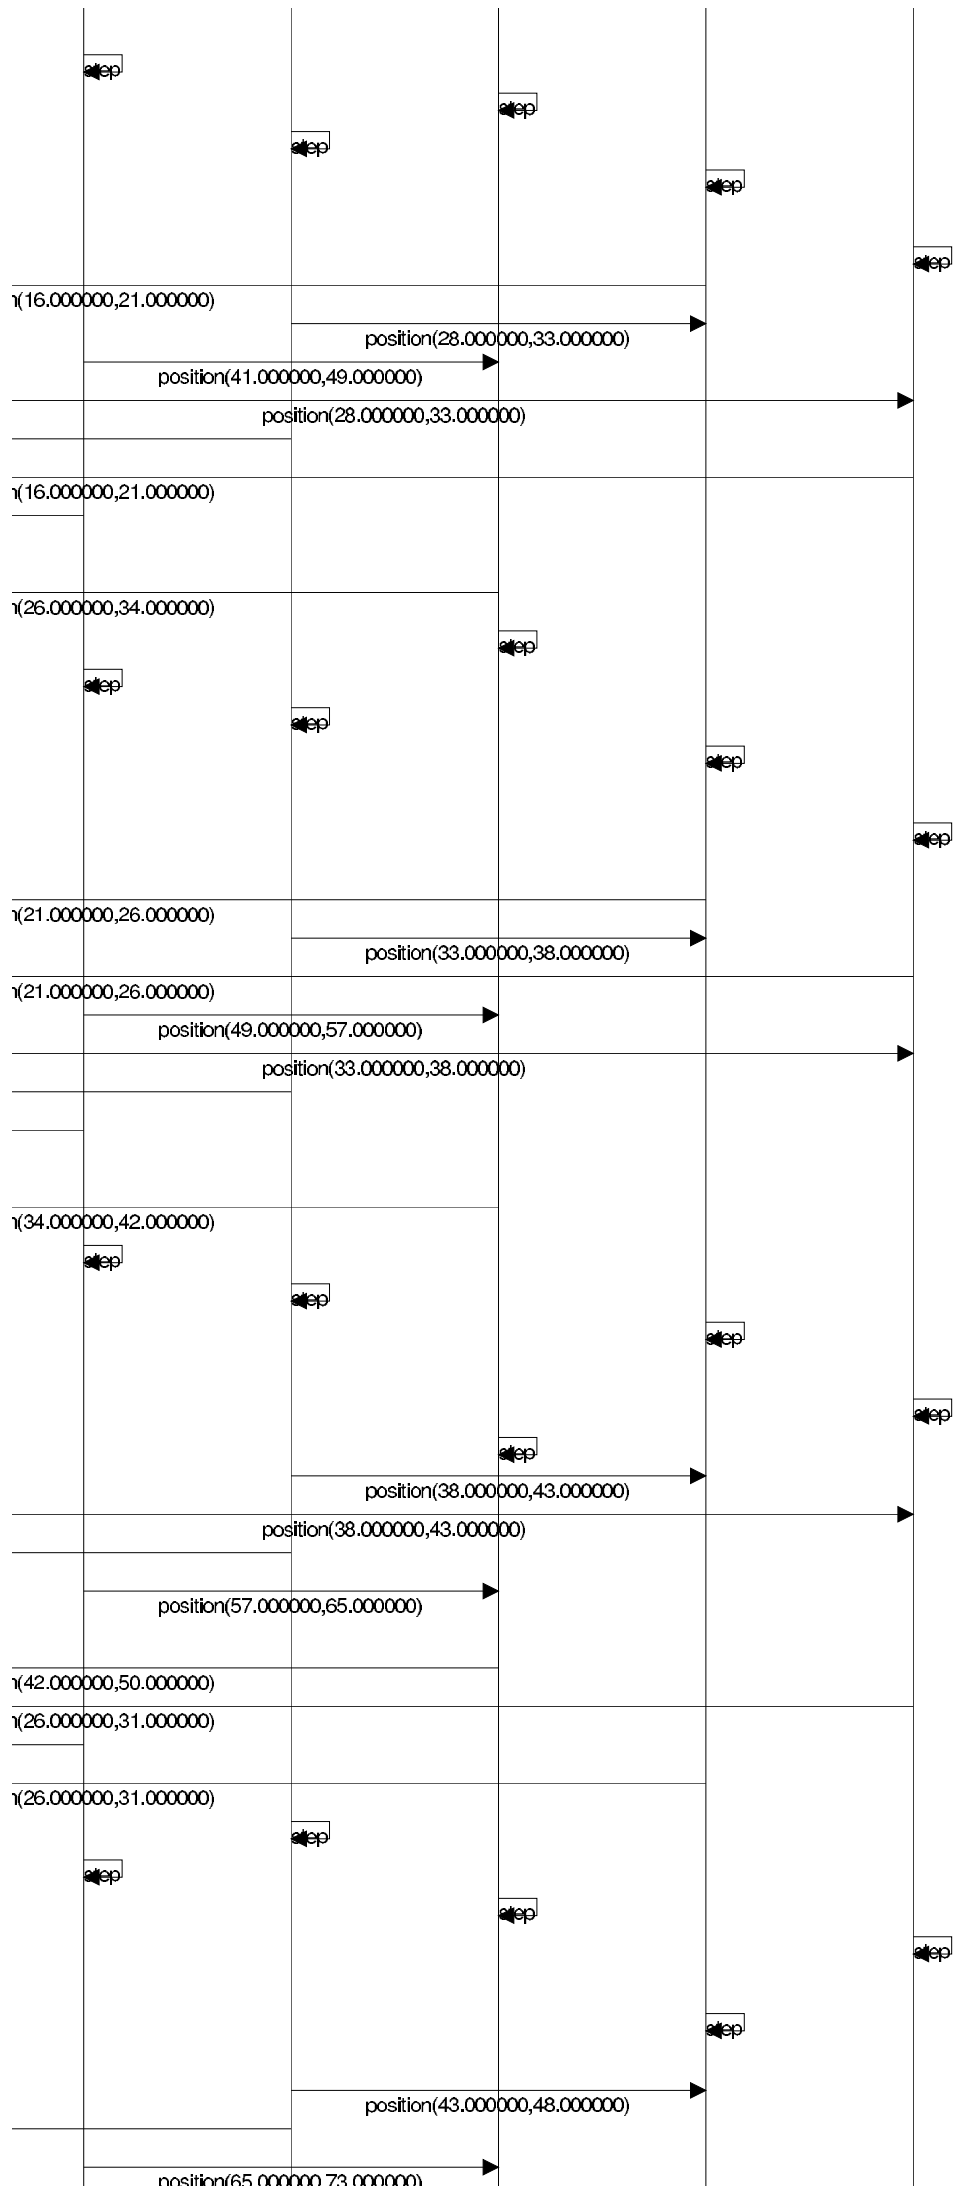 step
step
step
step
step
n(16.000000,21.000000)
position(28.000000,33.000000)
position(41.000000,49.000000)
position(28.000000,33.000000)
n(16.000000,21.000000)
n(26.000000,34.000000)
step
step
step
step
step
n(21.000000,26.000000)
position(33.000000,38.000000)
n(21.000000,26.000000)
position(49.000000,57.000000)
position(33.000000,38.000000)
n(34.000000,42.000000)
step
step
step
step
step
position(38.000000,43.000000)
position(38.000000,43.000000)
position(57.000000,65.000000)
n(42.000000,50.000000)
n(26.000000,31.000000)
n(26.000000,31.000000)
step
step
step
step
step
position(43.000000,48.000000)
position(65.000000,73.000000)